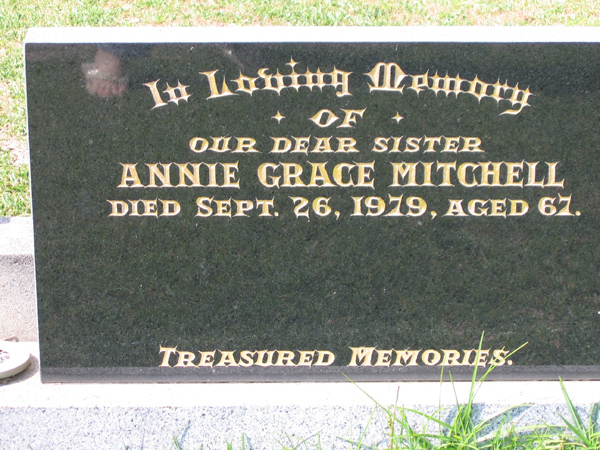 In Loving Memory
OF
OUR DEAR SISTER
ANNIE GRACE MITCHELL
DIED SEPT. 26, 1979, AGED 67.
TREASURED MEMORIES.